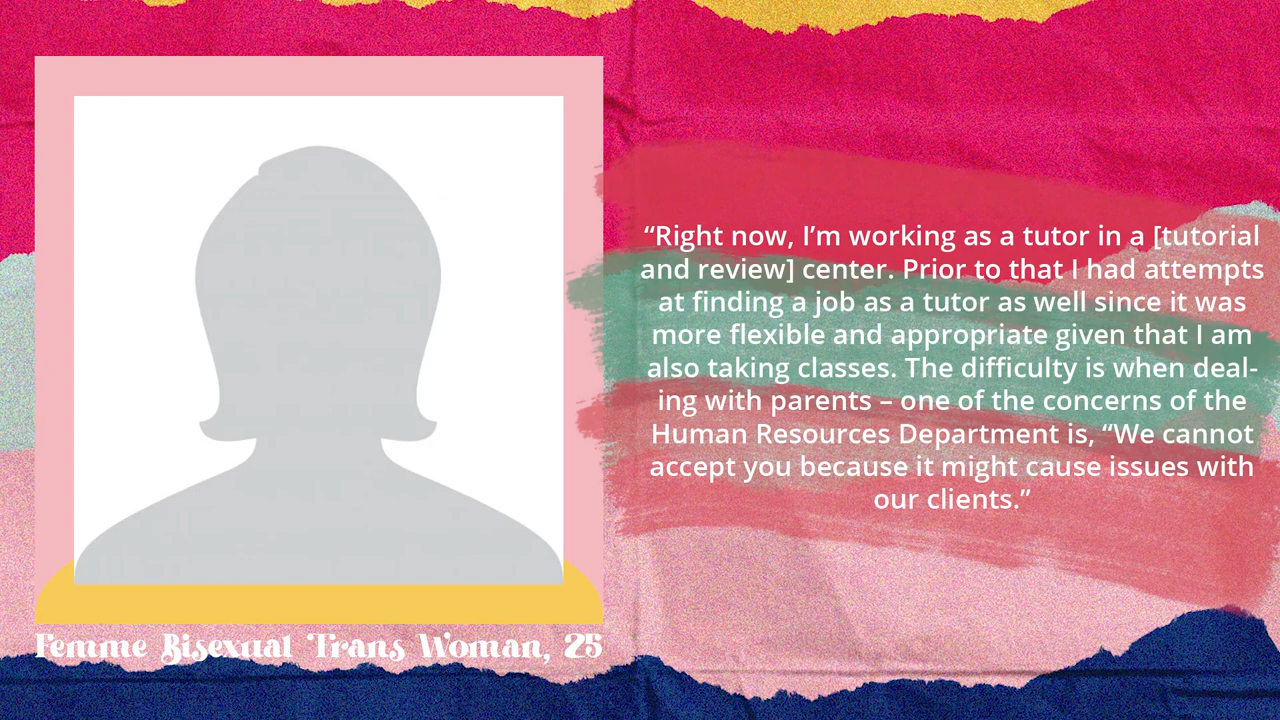 “Right now, I’m working as a tutor in a [tutorial
and review] center. Prior to that I had attempts
at finding a job as a tutor as well since it was
more flexible and appropriate given that I am
also taking classes. The difficulty is when deal-
ing with parents – one of the concerns of the
Human Resources Department is, “We cannot
accept you because it might cause issues with
our clients.”
Femme Bisexual Trans Woman, 25